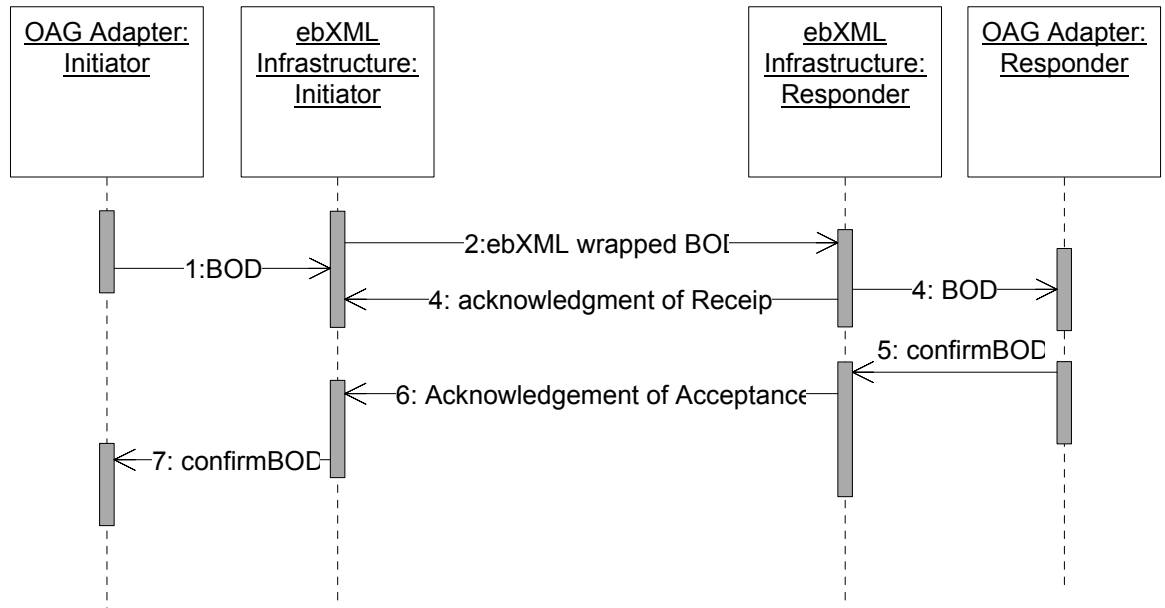 OAG Adapter:
Initiator
ebXML
Infrastructure:
Initiator
ebXML
Infrastructure:
Responder
OAG Adapter:
Responder
2:ebXML wrapped BOD
1:BOD
4: acknowledgment of Receip
4: BOD
5: confirmBOD
6: Acknowledgement of Acceptance
7: confirmBOD